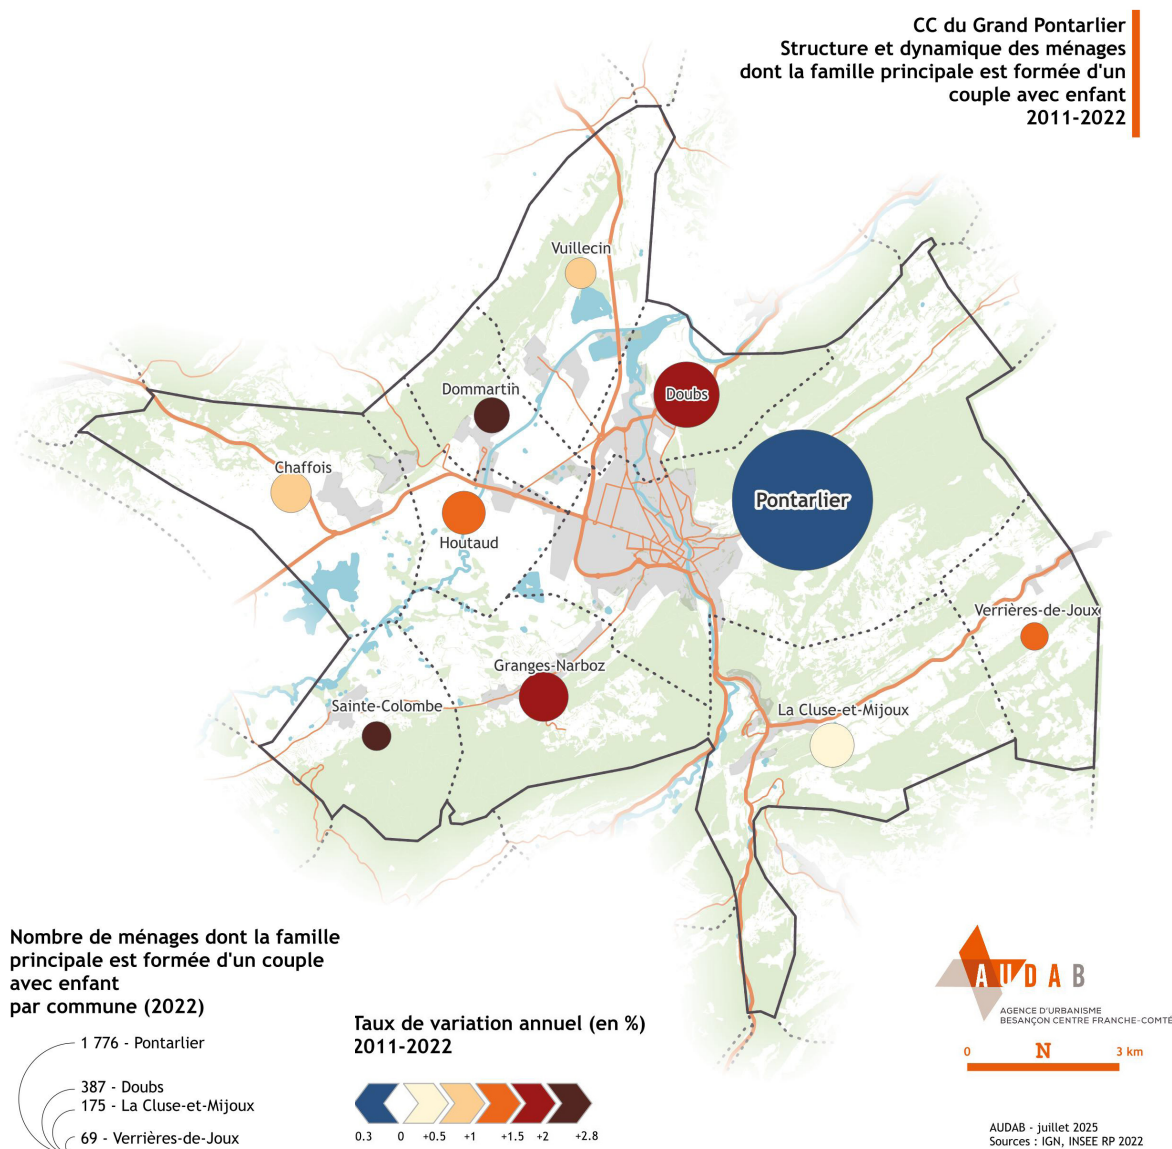 CC du Grand Pontarlier
Structure et dynamique des ménages
dont la famille principale est formée d'un
couple avec enfant
2011-2022
Vuillecin
Dommartin
Doubs
Chaffois
Pontarlier
Houtaud
Verrières-de-Joux
Granges-Narboz
Sainte-Colombe
La Cluse-et-Mijoux
Nombre de ménages dont la famille
principale est formée d'un couple
avec enfant
par commune (2022)
1 776 - Pontarlier
387 - Doubs
175 - La Cluse-et-Mijoux
69 - Verrières-de-Joux
Taux de variation annuel (en %)
2011-2022
0.3 0 +0.5 +1 +1.5 +2 +2.8
AUDAB
AGENCE D'URBANISME
BESANÇON CENTRE FRANCHE-COMTÉ
0 N 3 km
AUDAB - juillet 2025
Sources : IGN, INSEE RP 2022